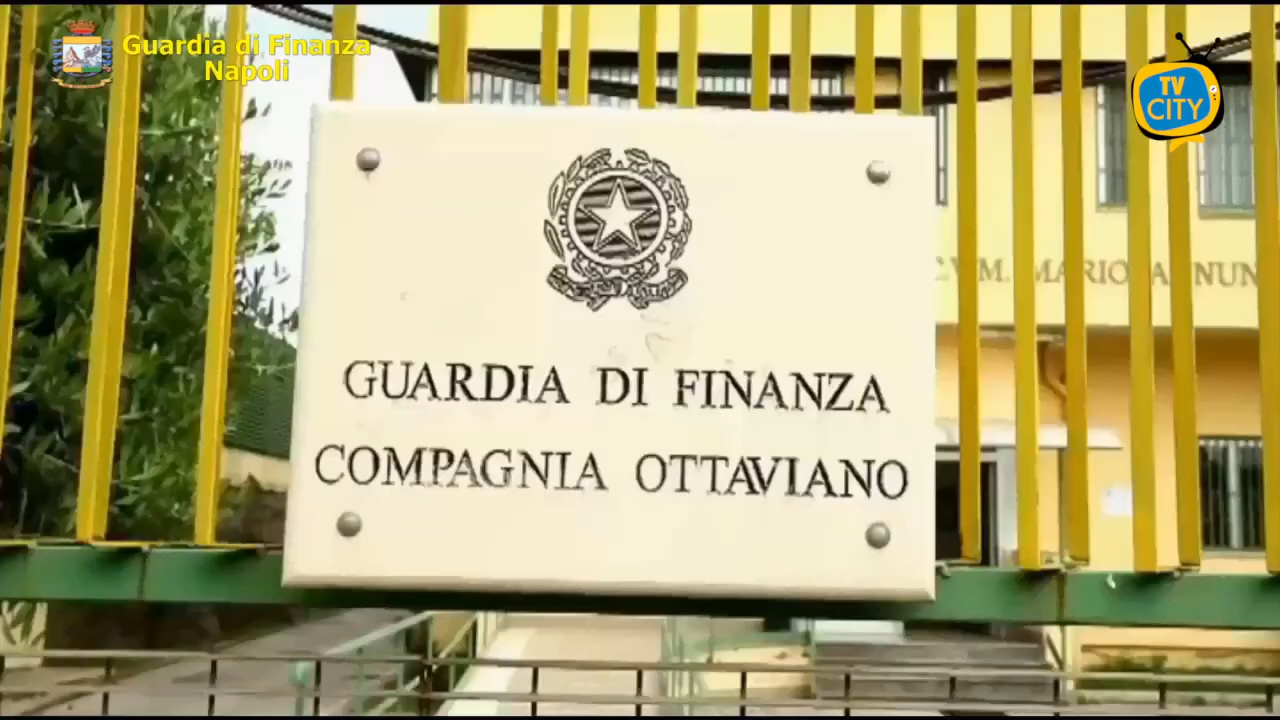 Guardia di Finanza
Napoli
TV
CITY
GUARDIA DI FINANZA
COMPAGNIA OTTAVIANO